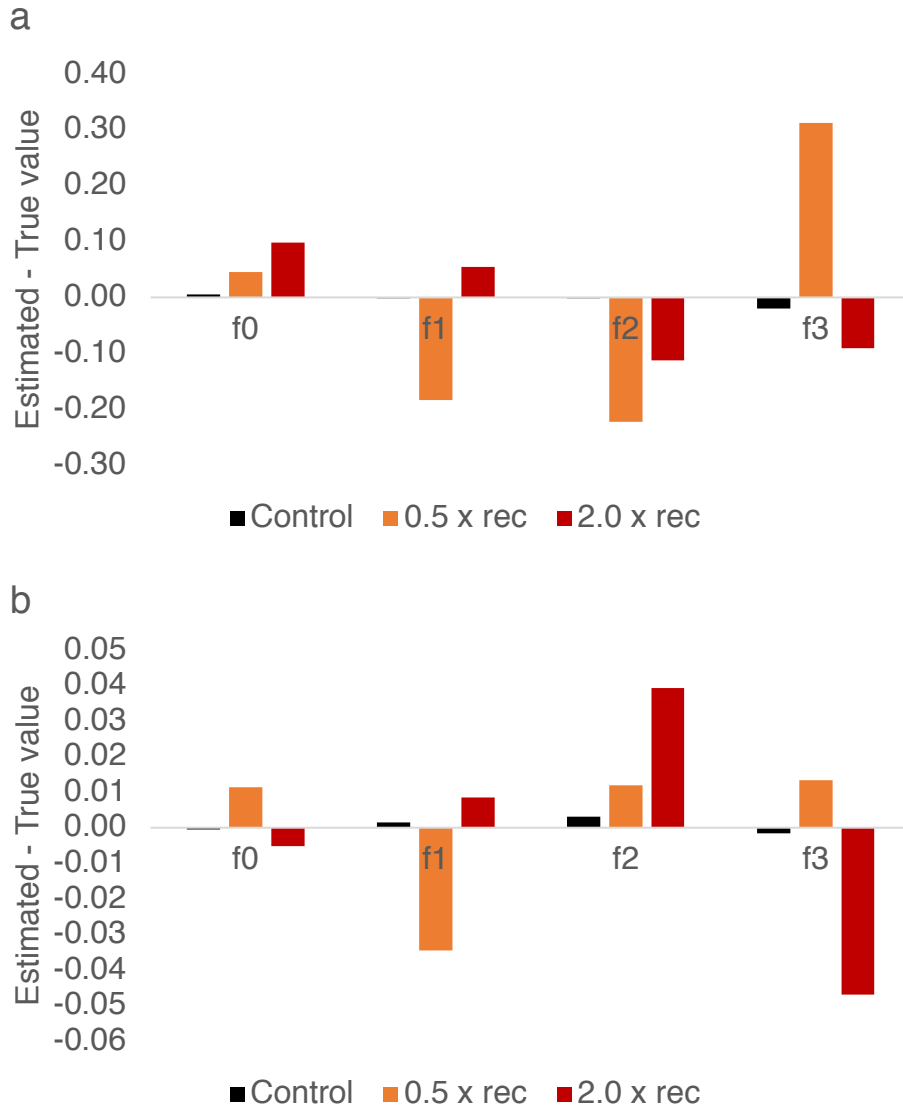 a
Estimated - True value
0.40
0.30
0.20
0.10
0.00
-0.10
-0.20
-0.30
f0 f1 f2 f3
Control 0.5 x rec 2.0 x rec
b
Estimated - True value
0.05
0.04
0.03
0.02
0.01
0.00
-0.01
-0.02
-0.03
-0.04
-0.05
-0.06
f0 f1 f2 f3
Control 0.5 x rec 2.0 x rec